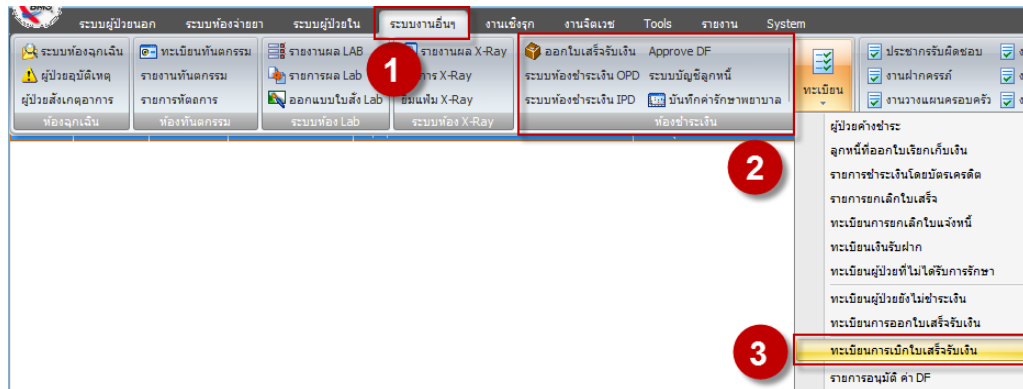 BMS
ระบบผู้ป่วยนอก ระบบห้องจ่ายยา ระบบผู้ป่วยใน ระบบงานอื่นๆ งานเชิงรุก งานจิตเวช Tools รายงาน System
ระบบห้องฉุกเฉิน ทะเบียนทันตกรรม รายงานผล LAB รายงานผล X-Ray ออกใบเสร็จรับเงิน Approve DF ประชากรรับผิดชอบ
ผู้ป่วยอุบัติเหตุ รายงานทันตกรรม รายการผล Lab 1 การ X-Ray ระบบห้องชำระเงิน OPD ระบบบัญชีลูกหนี้ ทะเบียน งานฝากครรภ์
ผู้ป่วยสังเกตุอาการ รายการหัตถการ ออกแบบใบสั่ง Lab ยืมแฟ้ม X-Ray ระบบห้องชำระเงิน IPD บันทึกค่ารักษาพยาบาล งานวางแผนครอบครัว
ห้องฉุกเฉิน ห้องทันตกรรม ระบบห้อง Lab ระบบห้อง X-Ray ห้องชำระเงิน
2
ผู้ป่วยค้างชำระ
ลูกหนี้ที่ออกใบเรียกเก็บเงิน
รายการชำระเงินโดยบัตรเครดิต
รายการยกเลิกใบเสร็จ
ทะเบียนการยกเลิกใบแจ้งหนี้
ทะเบียนเงินรับฝาก
ทะเบียนผู้ป่วยที่ไม่ได้รับการรักษา
ทะเบียนผู้ป่วยยังไม่ชำระเงิน
ทะเบียนการออกใบเสร็จรับเงิน
3 ทะเบียนการเบิกใบเสร็จรับเงิน
รายการอนุมัติ ค่า DF